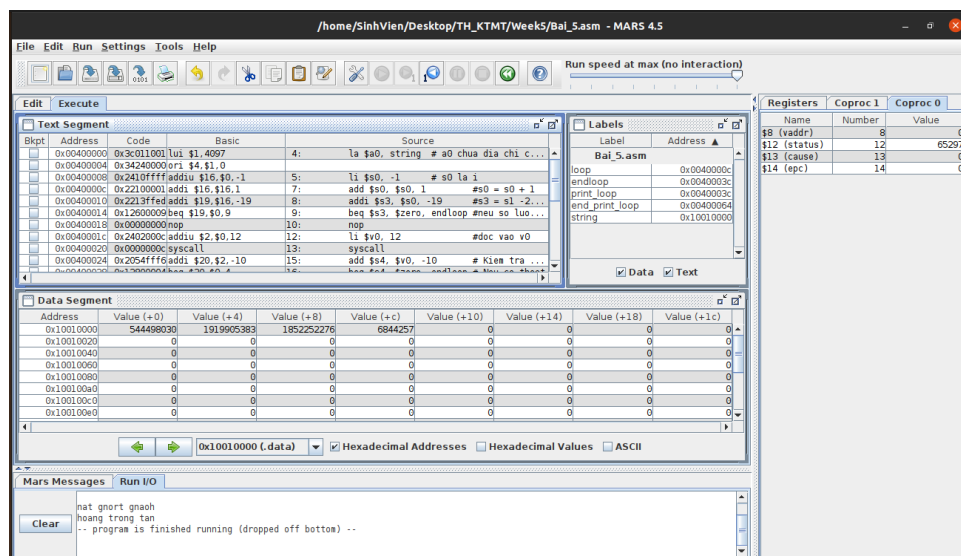 /home/SinhVien/Desktop/TH_KTMT/Week5/Bai_5.asm - MARS 4.5
File Edit Run Settings Tools Help
Run speed at max (no interaction)
Edit Execute
Text Segment
Bkpt Address Code Basic Source
0x00400000 0x3c011001 lui $1,4097 4: la $a0, string # a0 chua dia chi c...
0x00400004 0x34240000 ori $4,$1,0
0x00400008 0x2410ffff addiu $16,$0,-1 5: li $s0, -1 # s0 la i
0x0040000c 0x22100001 addi $16,$16,1 7: add $s0, $s0, 1 #s0 = s0 + 1
0x00400010 0x2213ffed addi $19,$16,-19 8: addi $s3, $s0, -19 #s3 = s1 -2...
0x00400014 0x12600009 beq $19,$0,9 9: beq $s3, $zero, endloop #neu so luo...
0x00400018 0x00000000 nop 10: nop
0x0040001c 0x2402000c addiu $2,$0,12 12: li $v0, 12 #doc vao v0
0x00400020 0x0000000c syscall 13: syscall
0x00400024 0x2054fff6 addi $20,$2,-10 15: add $s4, $v0, -10 # Kiem tra ...
Labels
Label Address ▲
Bai_5.asm
loop 0x0040000c
endloop 0x0040003c
print_loop 0x0040003c
end_print_loop 0x00400064
string 0x10010000
Data Text
Registers Coproc 1 Coproc 0
Name Number Value
$8 (vaddr) 8 0
$12 (status) 12 65297
$13 (cause) 13 0
$14 (epc) 14 0
Data Segment
Address Value (+0) Value (+4) Value (+8) Value (+c) Value (+10) Value (+14) Value (+18) Value (+1c)
0x10010000 544498030 1919905383 1852252276 6844257 0 0 0 0
0x10010020 0 0 0 0 0 0 0 0
0x10010040 0 0 0 0 0 0 0 0
0x10010060 0 0 0 0 0 0 0 0
0x10010080 0 0 0 0 0 0 0 0
0x100100a0 0 0 0 0 0 0 0 0
0x100100c0 0 0 0 0 0 0 0 0
0x100100e0 0 0 0 0 0 0 0 0
0x10010000 (.data) Hexadecimal Addresses Hexadecimal Values ASCII
Mars Messages Run I/O
Clear
nat gnort gnaoh
hoang trong tan
-- program is finished running (dropped off bottom) --